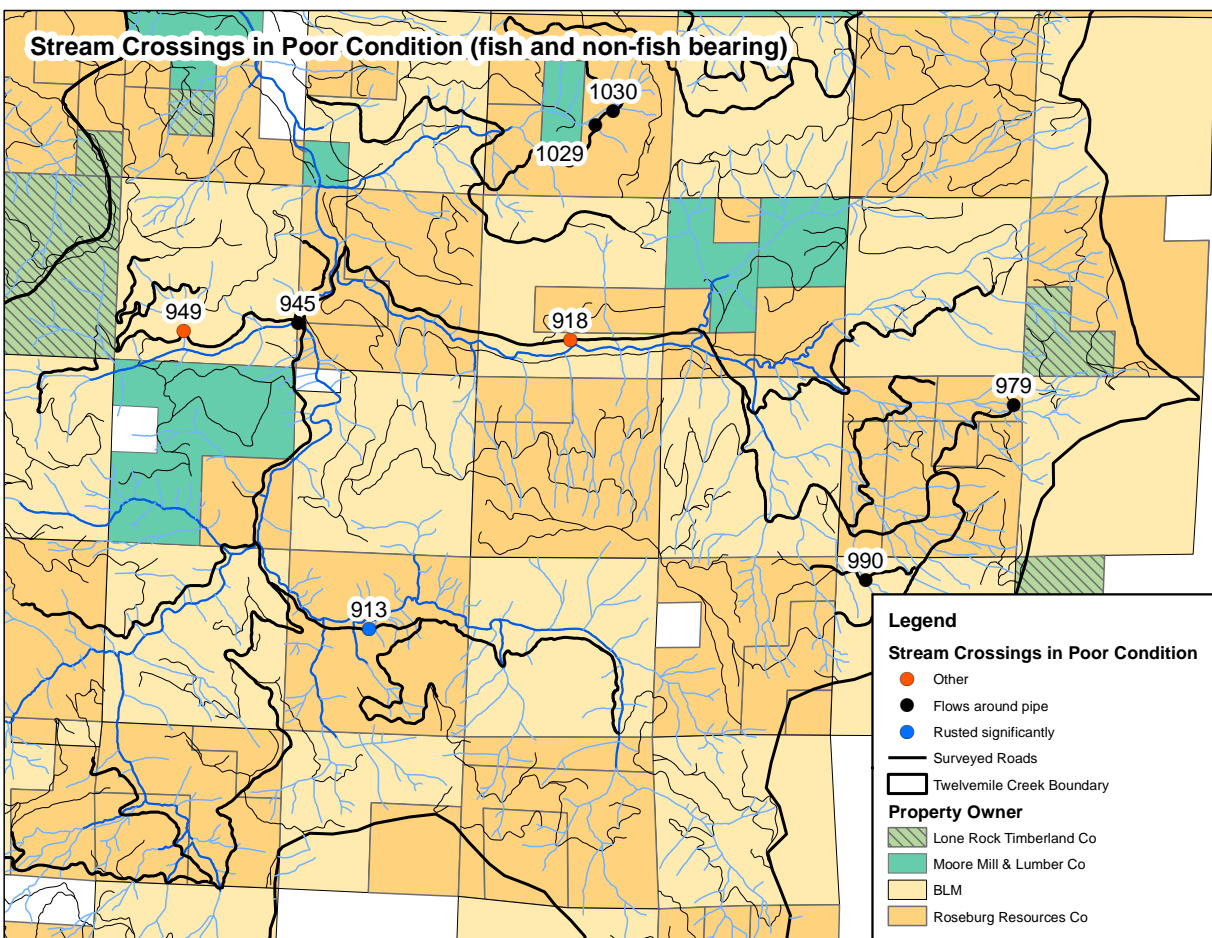 Stream Crossings in Poor Condition (fish and non-fish bearing)
1030
1029
949
945
918
979
990
913
Legend
Stream Crossings in Poor Condition
Other
Flows around pipe
Rusted significantly
Surveyed Roads
Twelvemile Creek Boundary
Property Owner
Lone Rock Timberland Co
Moore Mill & Lumber Co
BLM
Roseburg Resources Co